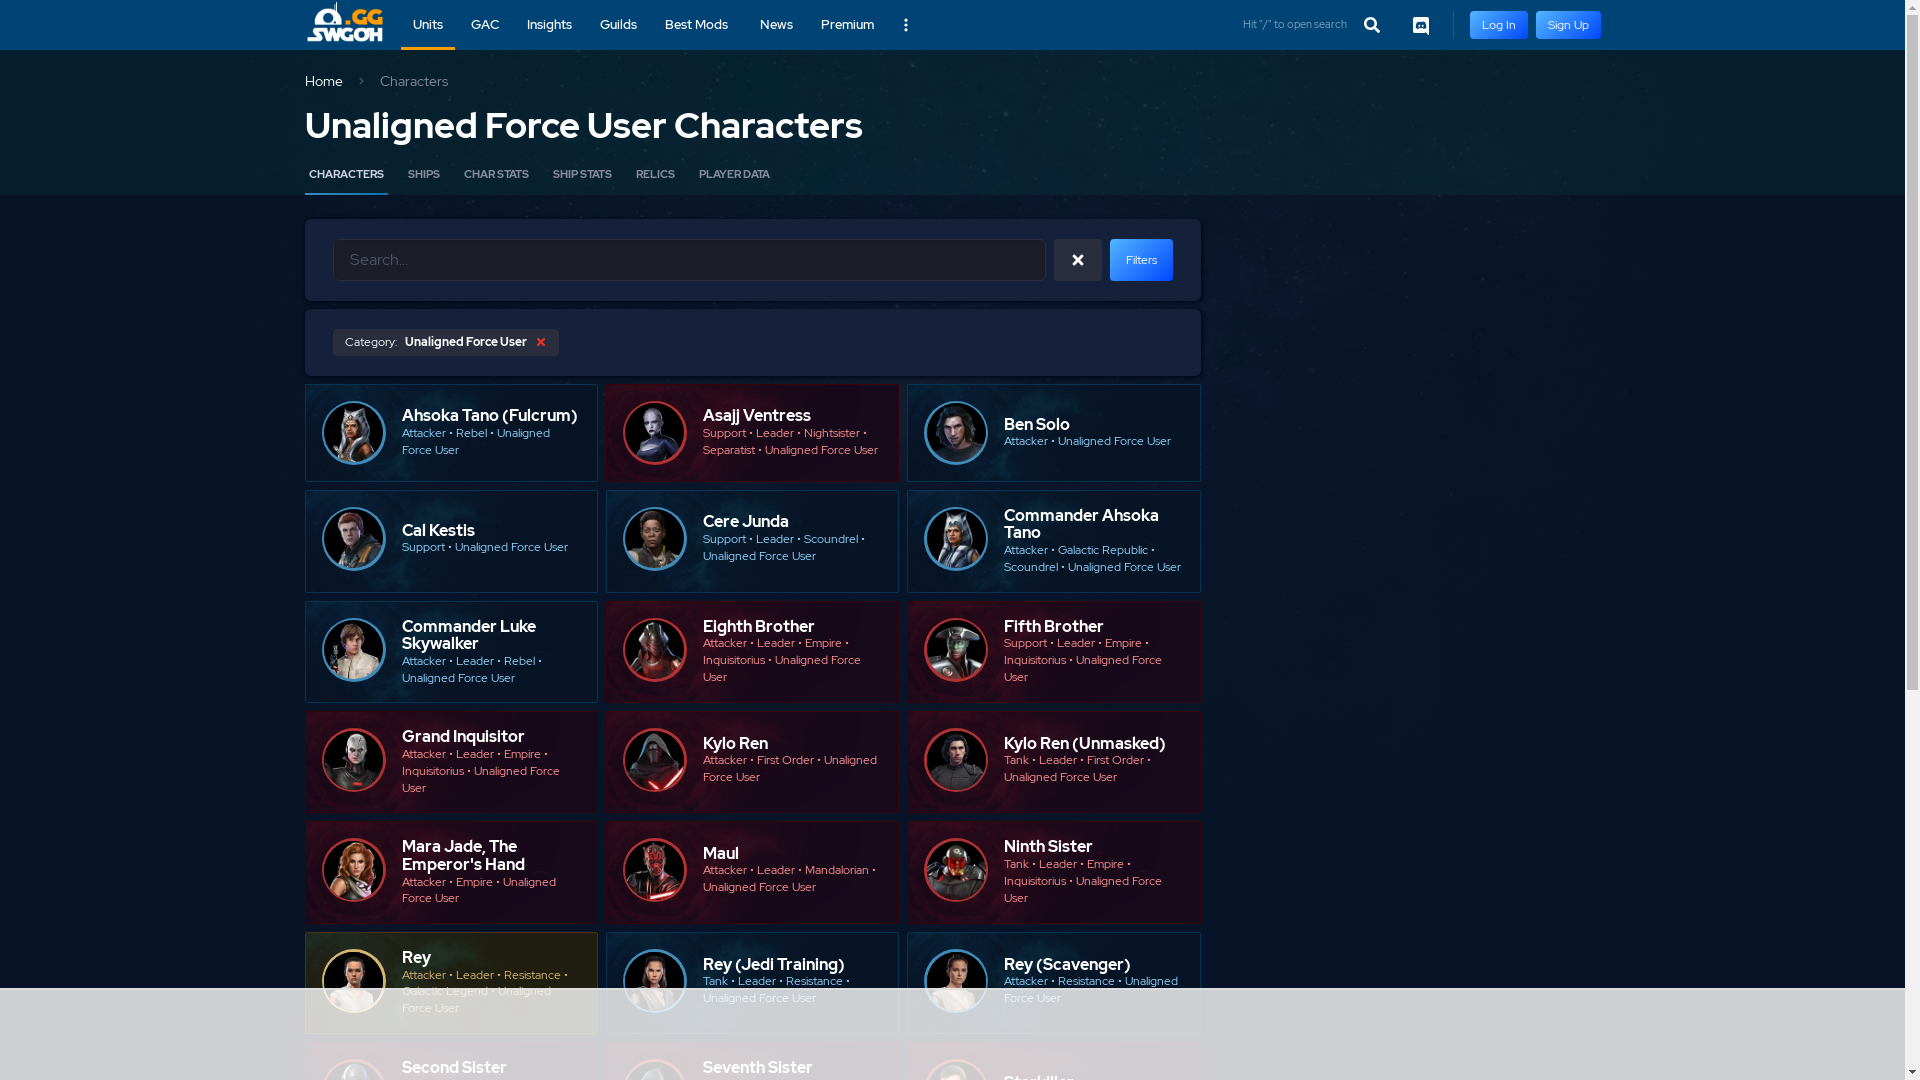 .GG
SWGOH
Units
GAC
Insights
Guilds
Best Mods
News
Premium
Hit "/" to open search
Log In
Sign Up
Home
Characters
Unaligned Force User Characters
CHARACTERS
SHIPS
CHAR STATS
SHIP STATS
RELICS
PLAYER DATA
Search...
Filters
Category: Unaligned Force User
Ahsoka Tano (Fulcrum)
Attacker • Rebel • Unaligned
Force User
Asajj Ventress
Support • Leader • Nightsister •
Separatist • Unaligned Force User
Ben Solo
Attacker • Unaligned Force User
Cal Kestis
Support • Unaligned Force User
Cere Junda
Support • Leader • Scoundrel •
Unaligned Force User
Commander Ahsoka
Tano
Attacker • Galactic Republic •
Scoundrel • Unaligned Force User
Commander Luke
Skywalker
Attacker • Leader • Rebel •
Unaligned Force User
Eighth Brother
Attacker • Leader • Empire •
Inquisitorius • Unaligned Force
User
Fifth Brother
Support • Leader • Empire •
Inquisitorius • Unaligned Force
User
Grand Inquisitor
Attacker • Leader • Empire •
Inquisitorius • Unaligned Force
User
Kylo Ren
Attacker • First Order • Unaligned
Force User
Kylo Ren (Unmasked)
Tank • Leader • First Order •
Unaligned Force User
Mara Jade, The
Emperor's Hand
Attacker • Empire • Unaligned
Force User
Maul
Attacker • Leader • Mandalorian •
Unaligned Force User
Ninth Sister
Tank • Leader • Empire •
Inquisitorius • Unaligned Force
User
Rey
Attacker • Leader • Resistance •
Galactic Legend • Unaligned
Force User
Rey (Jedi Training)
Tank • Leader • Resistance •
Unaligned Force User
Rey (Scavenger)
Attacker • Resistance • Unaligned
Force User
Second Sister
Seventh Sister
Starkiller